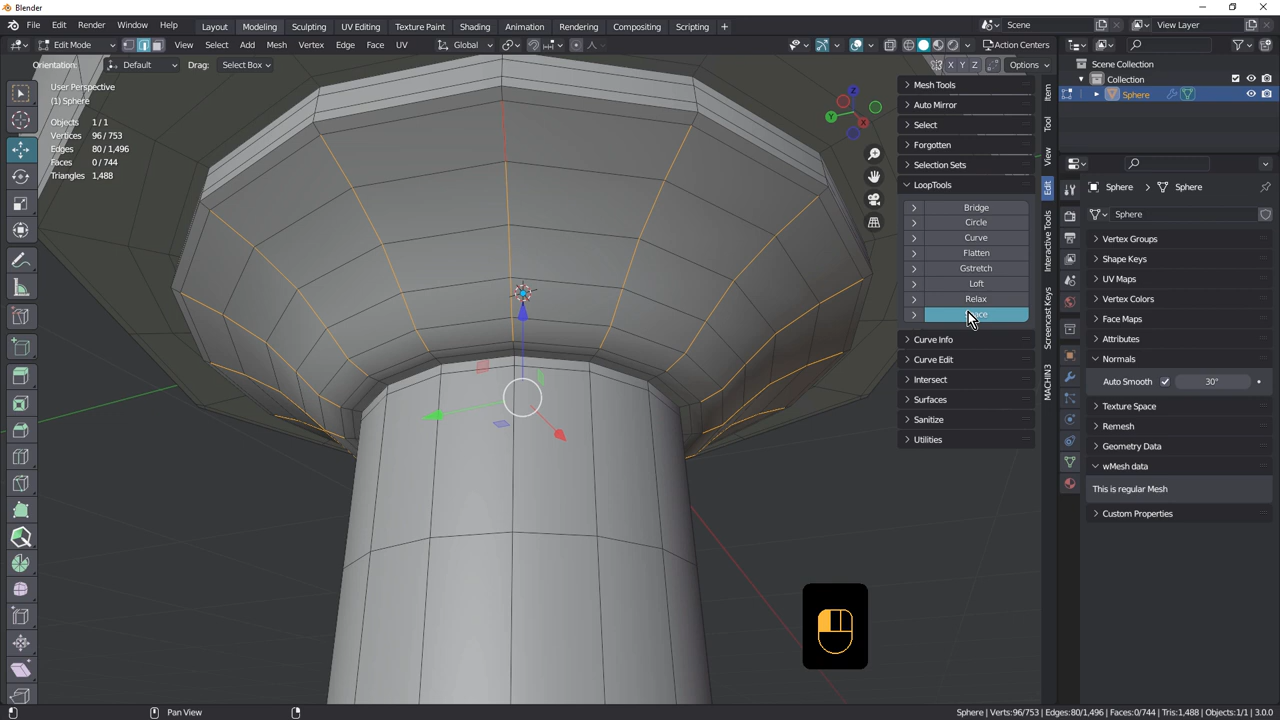 Blender
File Edit Render Window Help Layout Modeling Sculpting UV Editing Texture Paint Shading Animation Rendering Compositing Scripting + Scene View Layer
Edit Mode View Select Add Mesh Vertex Edge Face UV Global Action Centers
Orientation: Default Drag: Select Box X Y Z Options
User Perspective
(1) Sphere
Objects 1/1
Vertices 96/753
Edges 80/1,496
Faces 0/744
Triangles 1,488
Z
Y
X
Mesh Tools
Auto Mirror
Select
Forgotten
Selection Sets
LoopTools
Bridge
Circle
Curve
Flatten
Gstretch
Loft
Relax
Curve Info
Curve Edit
Intersect
Surfaces
Sanitize
Utilities
Item
Tool
View
Edit
Interactive Tools
Screencast Keys
MACHIN3
Scene Collection
Collection
Sphere
Sphere Sphere
Sphere
Vertex Groups
Shape Keys
UV Maps
Vertex Colors
Face Maps
Attributes
Normals
Auto Smooth 30°
Texture Space
Remesh
Geometry Data
wMesh data
This is regular Mesh
Custom Properties
Pan View
Sphere | Verts:96/753 | Edges:80/1,496 | Faces:0/744 | Tris:1,488 | Objects:1/1 | 3.0.0